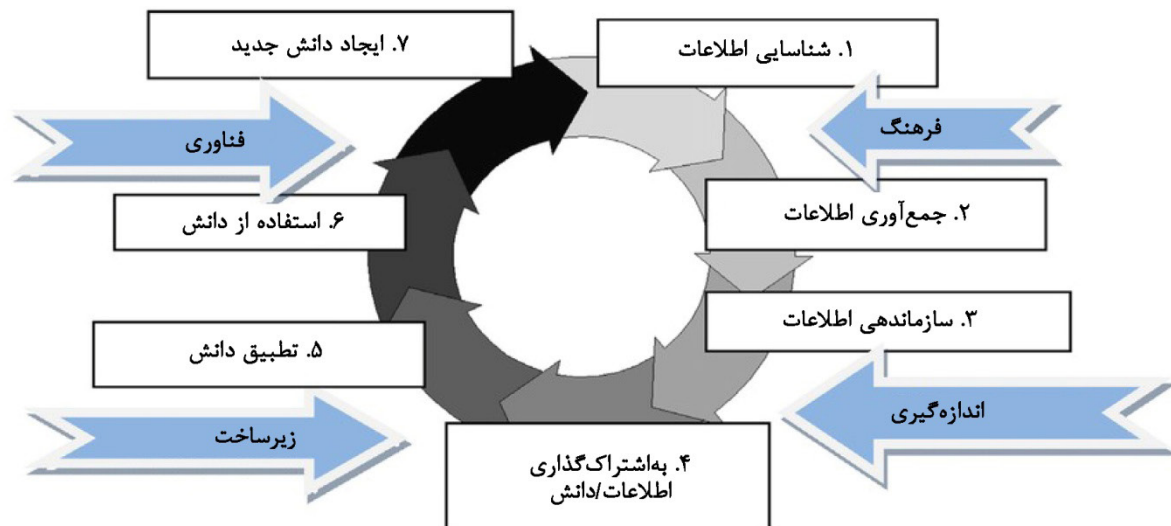 ۷. ایجاد دانش جدید
۱. شناسایی اطلاعات
فناوری
فرهنگ
۶. استفاده از دانش
۲. جمع‌آوری اطلاعات
۵. تطبیق دانش
۳. سازماندهی اطلاعات
زیرساخت
اندازه‌گیری
۴. به‌اشتراک‌گذاری
اطلاعات/دانش